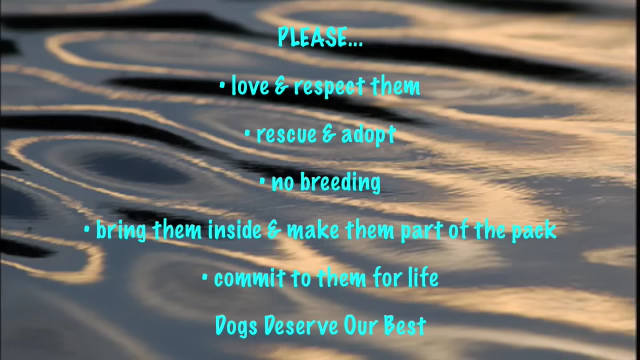 PLEASE...
• love & respect them
• rescue & adopt
• no breeding
• bring them inside & make them part of the pack
• commit to them for life
Dogs Deserve Our Best